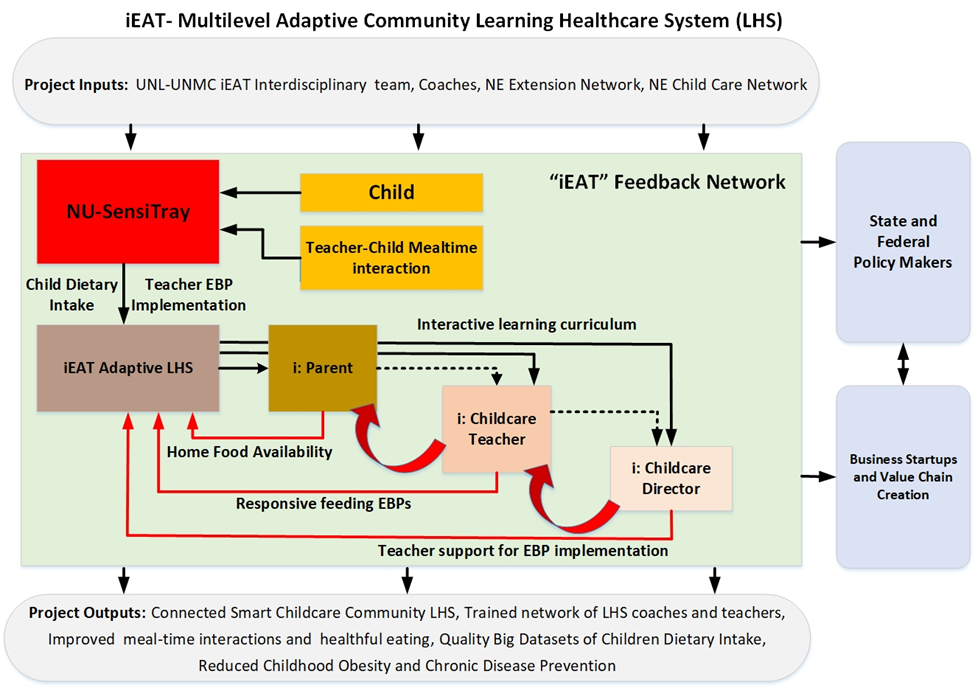 iEAT- Multilevel Adaptive Community Learning Healthcare System (LHS)
Project Inputs: UNL-UNMC iEAT Interdisciplinary team, Coaches, NE Extension Network, NE Child Care Network
“iEAT” Feedback Network
NU-SensiTray
Child
Teacher-Child Mealtime
interaction
Child Dietary
Intake
Teacher EBP
Implementation
State and
Federal
Policy Makers
Interactive learning curriculum
iEAT Adaptive LHS
i: Parent
i: Childcare
Teacher
i: Childcare
Director
Home Food Availability
Responsive feeding EBPs
Teacher support for EBP implementation
Business Startups
and Value Chain
Creation
Project Outputs: Connected Smart Childcare Community LHS, Trained network of LHS coaches and teachers,
Improved meal-time interactions and healthful eating, Quality Big Datasets of Children Dietary Intake,
Reduced Childhood Obesity and Chronic Disease Prevention